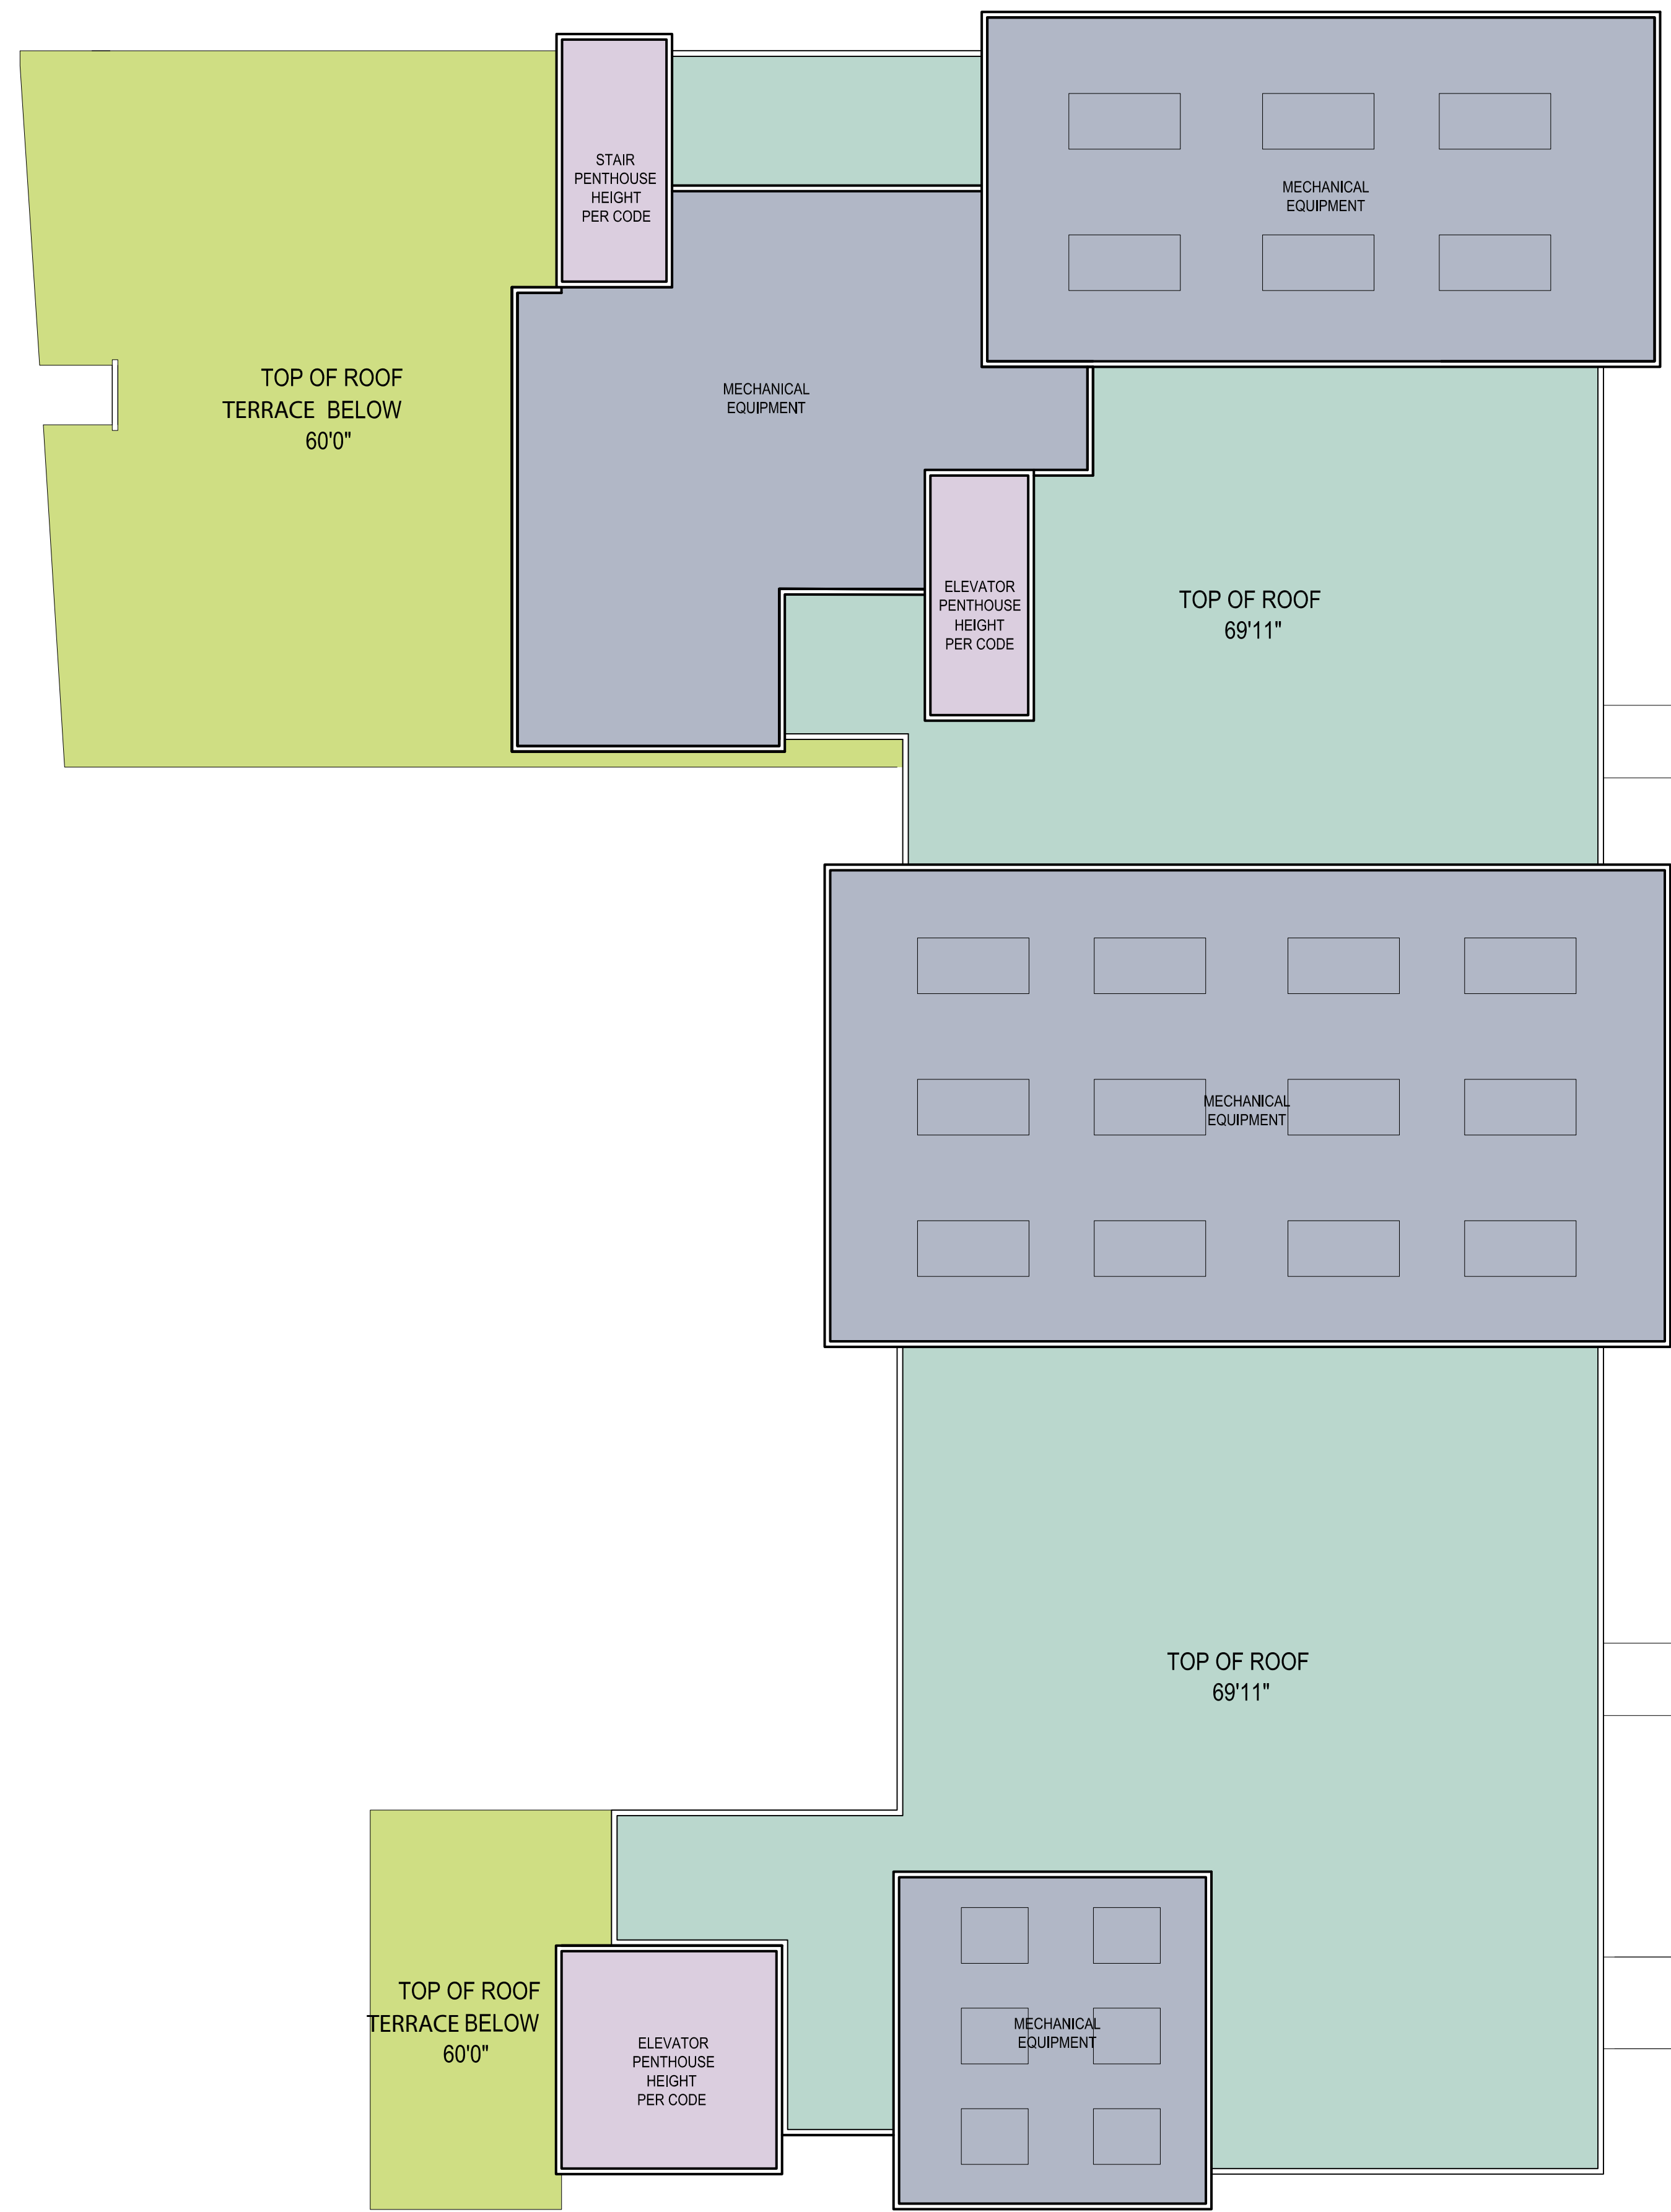 STAIR
PENTHOUSE
HEIGHT
PER CODE
MECHANICAL
EQUIPMENT
TOP OF ROOF
TERRACE BELOW
60'0"
MECHANICAL
EQUIPMENT
ELEVATOR
PENTHOUSE
HEIGHT
PER CODE
TOP OF ROOF
69'11"
MECHANICAL
EQUIPMENT
TOP OF ROOF
69'11"
TOP OF ROOF
TERRACE BELOW
60'0"
ELEVATOR
PENTHOUSE
HEIGHT
PER CODE
MECHANICAL
EQUIPMENT